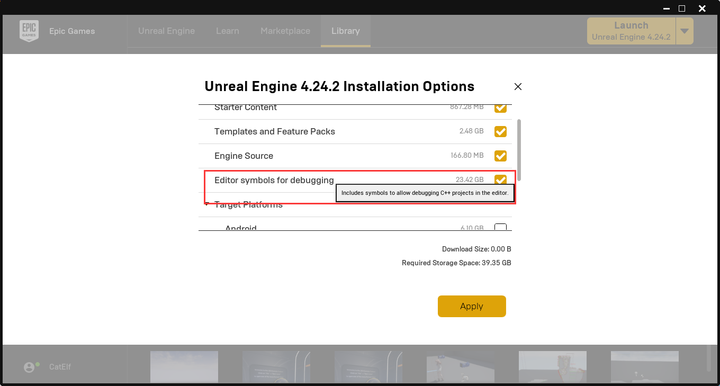 EPIC GAMES
Epic Games
Unreal Engine
Learn
Marketplace
Library
Launch
Unreal Engine 4.24.2
Unreal Engine 4.24.2 Installation Options
Starter Content 867.28 MB
Templates and Feature Packs 2.48 GB
Engine Source 166.80 MB
Editor symbols for debugging 23.42 GB
Includes symbols to allow debugging C++ projects in the editor.
Target Platforms
Android 6.10 GB
Download Size: 0.00 B
Required Storage Space: 39.35 GB
Apply
CatElf